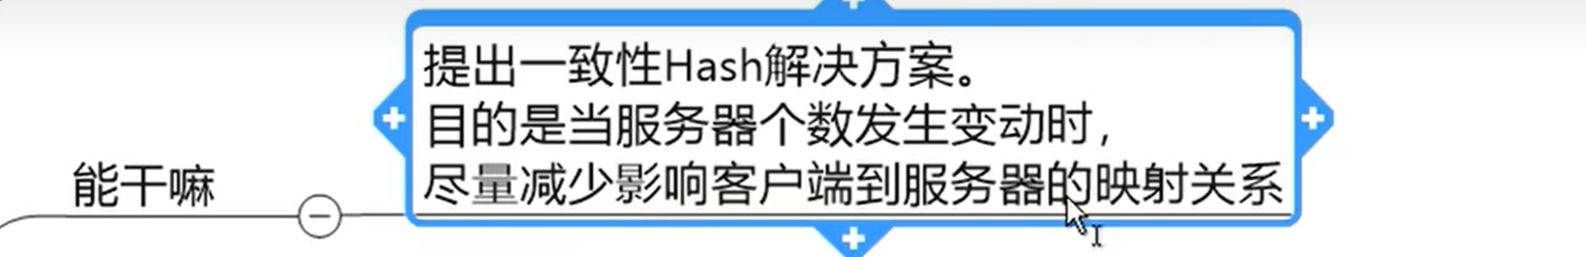 提出一致性Hash解决方案。
目的是当服务器个数发生变动时，
尽量减少影响客户端到服务器的映射关系
能干嘛